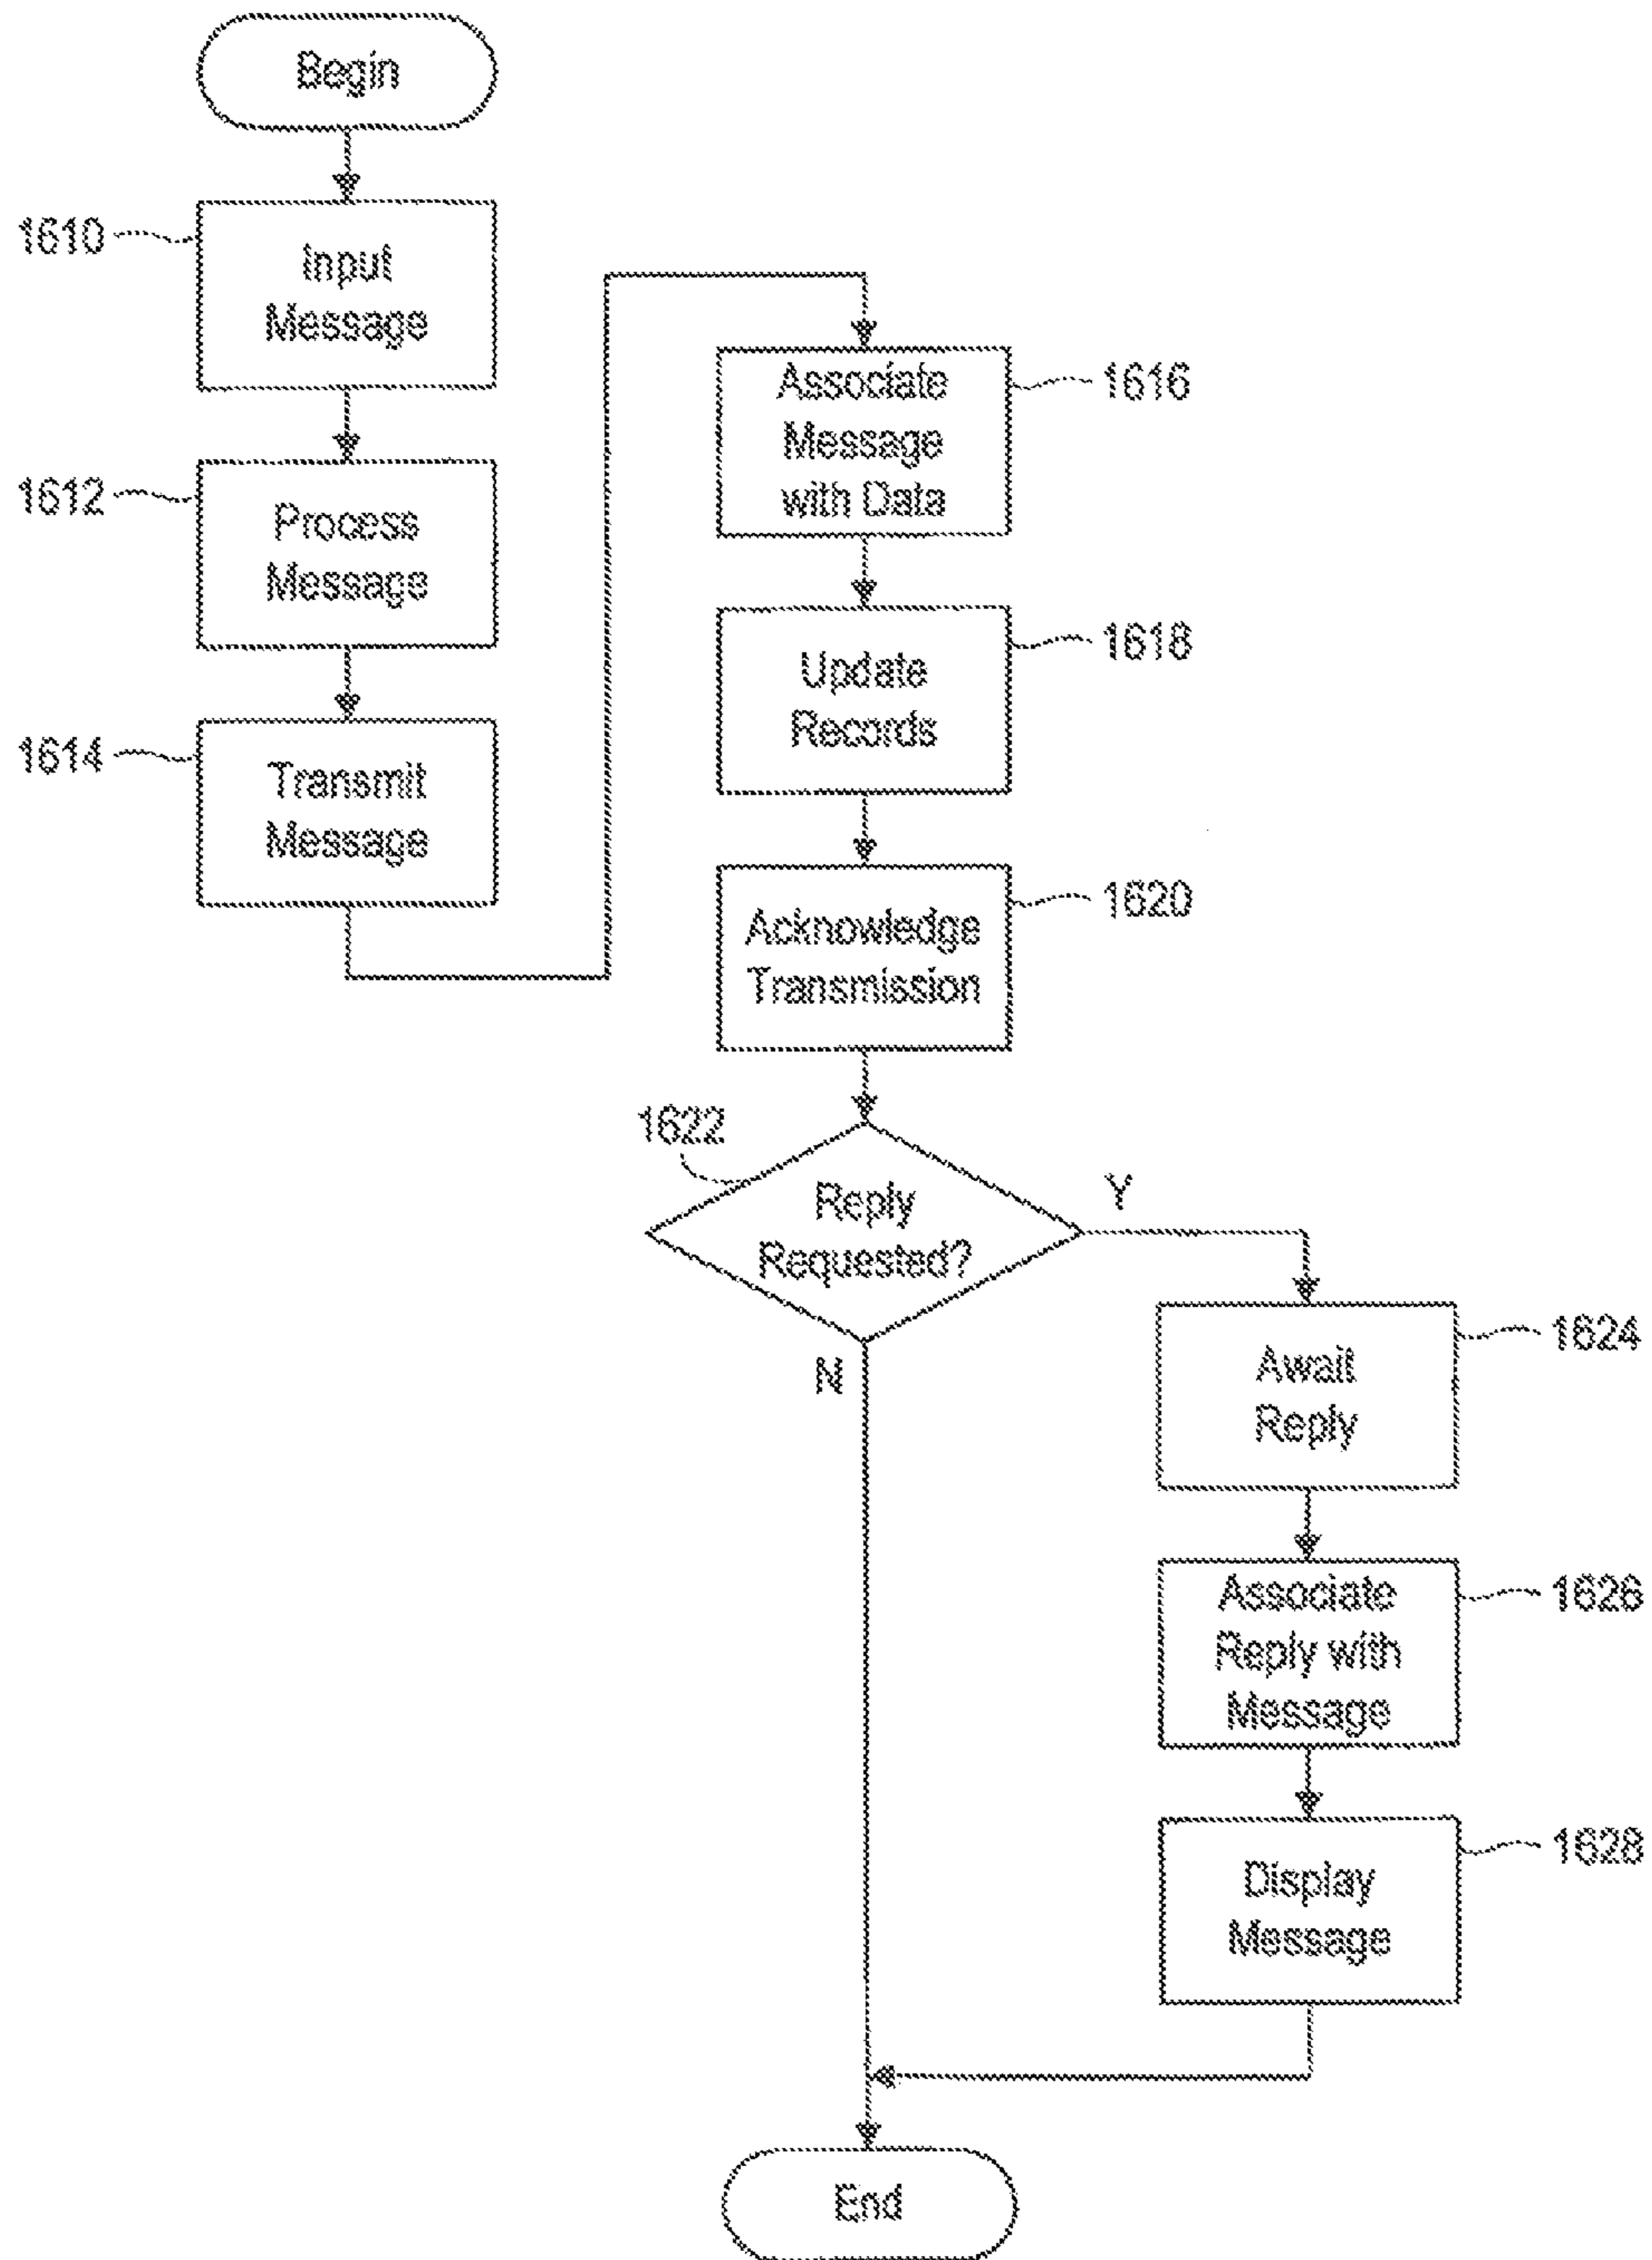 Begin
1610
Input
Message
1612
Process
Message
1614
Transmit
Message
1616
Associate
Message
with Data
1618
Update
Records
1620
Acknowledge
Transmission
1622
Reply
Requested?
Y
N
1624
Await
Reply
1626
Associate
Reply with
Message
1628
Display
Message
End